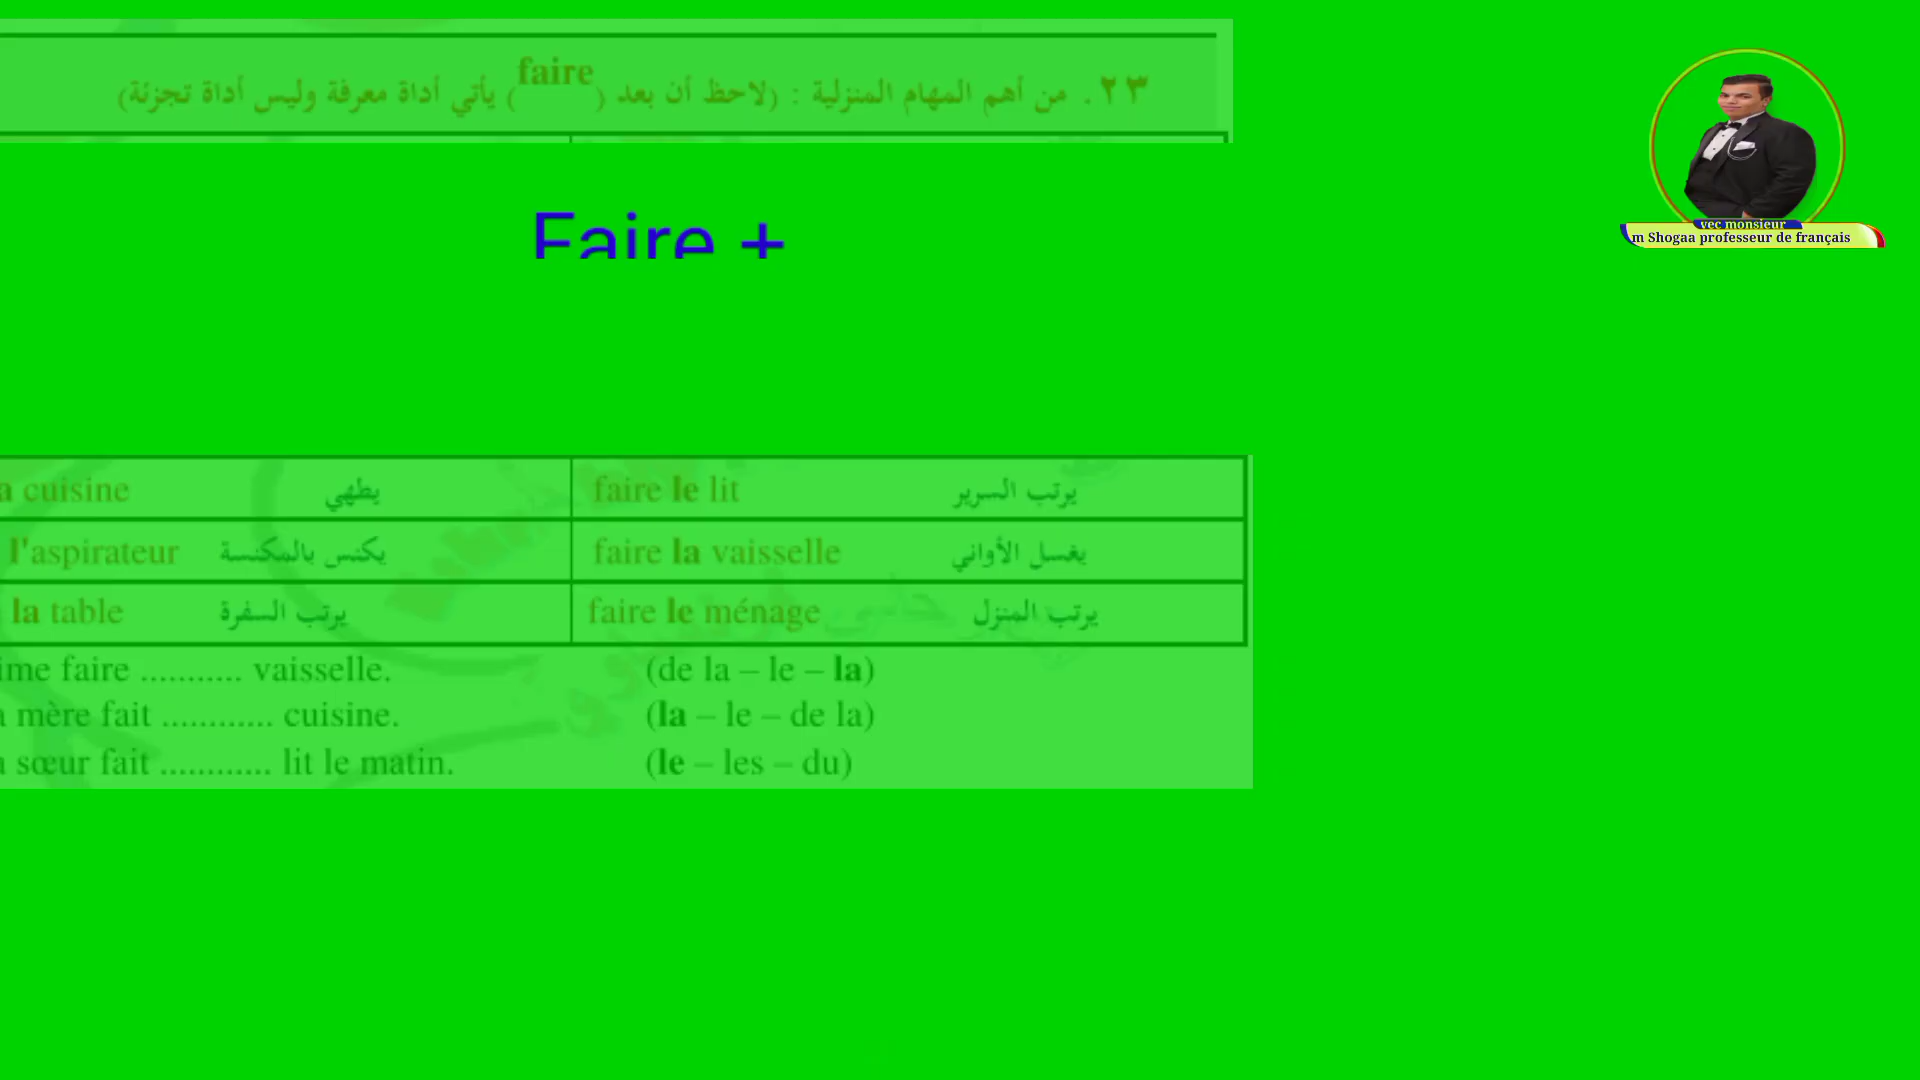 ٢٣. من أهم المهام المنزلية : (لاحظ أن بعد (faire) يأتي أداة معرفة وليس أداة تجزئة)
vec monsieur
m Shogaa professeur de français
Faire +
a cuisine يطهي faire le lit يرتب السرير
l'aspirateur يكنس بالمكنسة faire la vaisselle يغسل الأواني
la table يرتب السفرة faire le ménage يرتب المنزل
ime faire ........... vaisselle. (de la – le – la)
a mère fait ............ cuisine. (la – le – de la)
a sœur fait ............ lit le matin. (le – les – du)